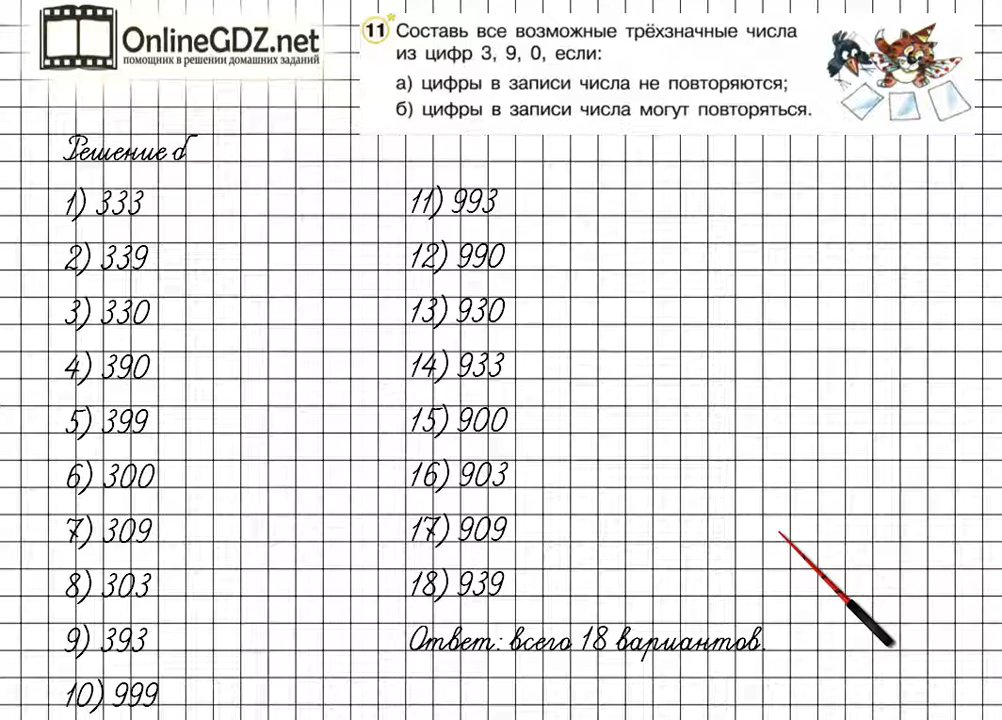 OnlineGDZ.net
помощник в решении домашних заданий
11* Составь все возможные трёхзначные числа
из цифр 3, 9, 0, если:
а) цифры в записи числа не повторяются;
б) цифры в записи числа могут повторяться.
Решение б
1) 333
2) 339
3) 330
4) 390
5) 399
6) 300
7) 309
8) 303
9) 393
10) 999
11) 993
12) 990
13) 930
14) 933
15) 900
16) 903
17) 909
18) 939
Ответ: всего 18 вариантов.